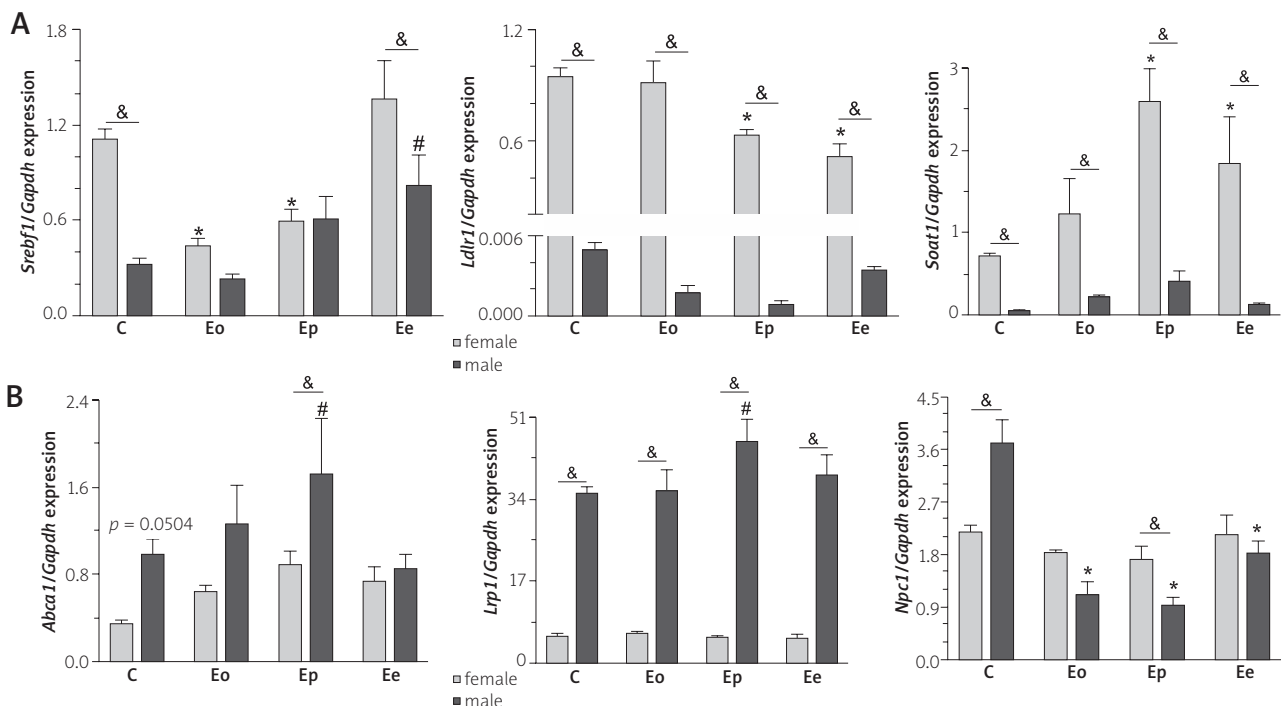 A
Srebf1/Gapdh expression
1.8
1.2
0.6
0.0
&
*
*
&
#
C Eo Ep Ee
Ldlr1/Gapdh expression
1.2
0.6
0.006
0.000
&
&
&
*
&
*
C Eo Ep Ee
Soat1/Gapdh expression
3
2
1
0
&
&
&
*
&
*
C Eo Ep Ee
female
male
B
Abca1/Gapdh expression
2.4
1.6
0.8
0.0
p = 0.0504
&
#
C Eo Ep Ee
Lrp1/Gapdh expression
51
34
17
0
&
&
&
#
&
C Eo Ep Ee
Npc1/Gapdh expression
4.5
3.6
2.7
1.8
0.9
0.0
&
*
&
*
*
C Eo Ep Ee
female
male